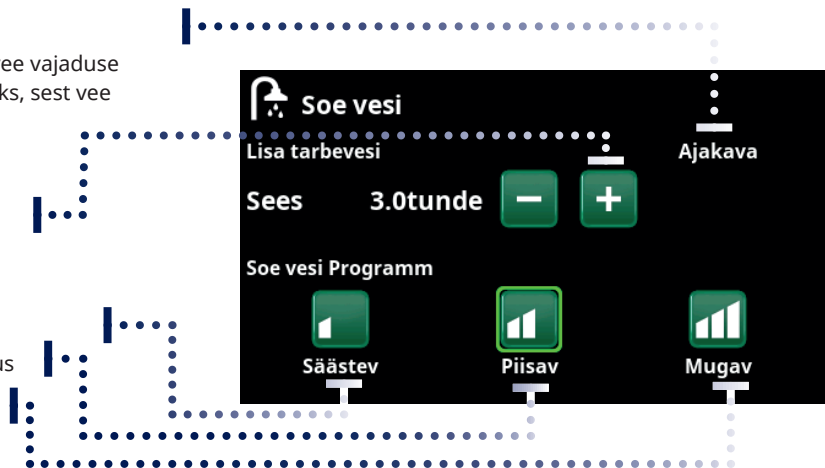 ee vajaduse
ks, sest vee
Soe vesi
Lisa tarbevesi
Ajakava
Sees 3.0tunde − +
Soe vesi Programm
Säästev Piisav Mugav
us